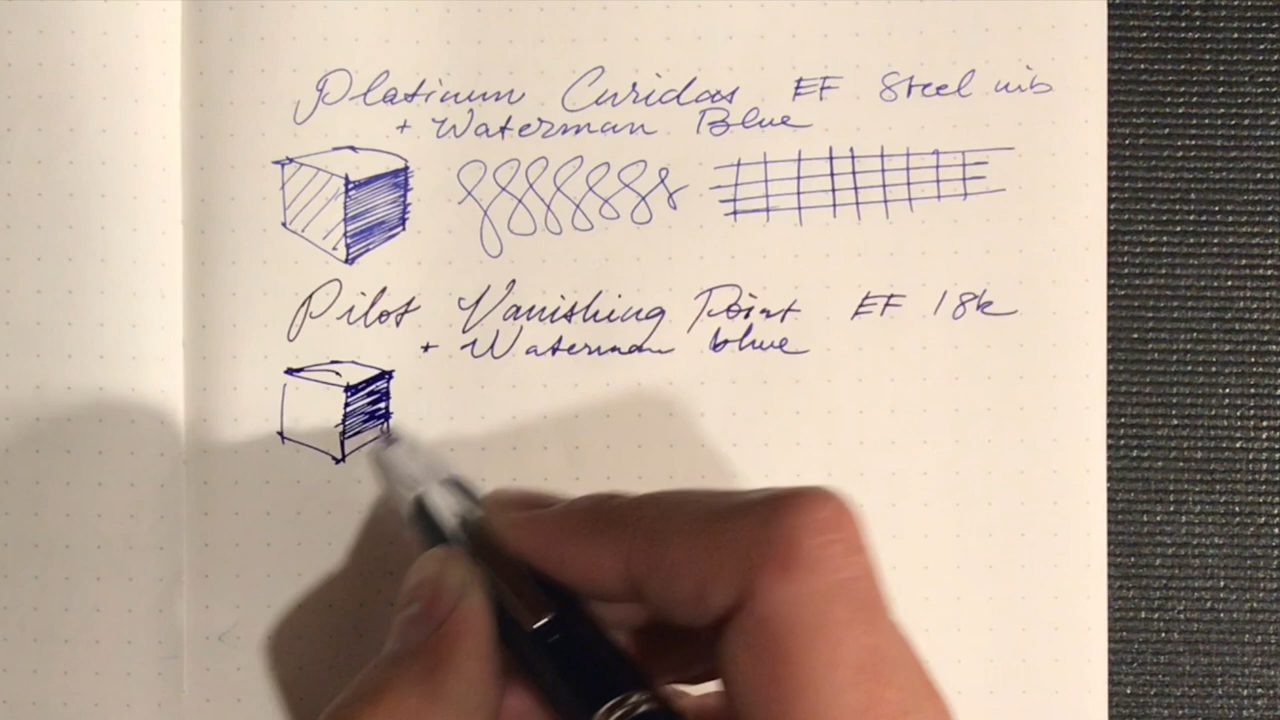 Platinum Curidas EF Steel nib
+ Waterman Blue
Pilot Vanishing Point EF 18k
+ Waterman blue